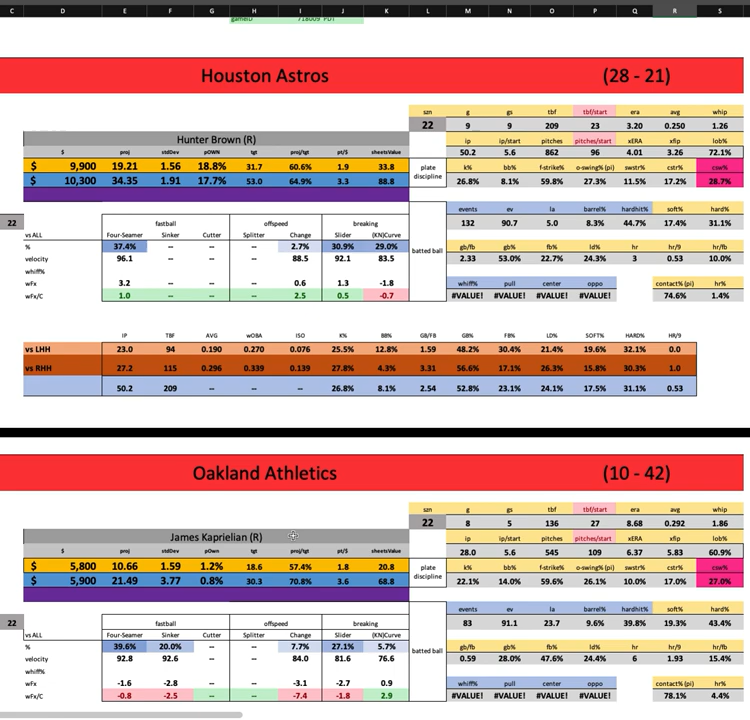 C D E F G H I J K L M N O P Q R S
gameID 718009 PDT
Houston Astros (28 - 21)
szn g gs tbf tbf/start era avg whip
22 9 9 209 23 3.20 0.250 1.26
Hunter Brown (R) ip ip/start pitches pitches/start xERA xfip lob%
$ proj stdDev pOWN tgt proj/tgt pt/$ sheetsValue 50.2 5.6 862 96 4.01 3.26 72.1%
$ 9,900 19.21 1.56 18.8% 31.7 60.6% 1.9 33.8 plate discipline k% bb% f-strike% o-swing% (pi) swstr% cstr% csw%
$ 10,300 34.35 1.91 17.7% 53.0 64.9% 3.3 88.8 26.8% 8.1% 59.8% 27.3% 11.5% 17.2% 28.7%
events ev la barrel% hardhit% soft% hard%
22 fastball offspeed breaking 132 90.7 5.0 8.3% 44.7% 17.4% 31.1%
vs ALL Four-Seamer Sinker Cutter Splitter Change Slider (KN)Curve
% 37.4% -- -- -- 2.7% 30.9% 29.0% batted ball gb/fb gb% fb% ld% hr hr/9 hr/fb
velocity 96.1 -- -- -- 88.5 92.1 83.5 2.33 53.0% 22.7% 24.3% 3 0.53 10.0%
whiff%
wFx 3.2 0.6 1.3 -1.8 whiff% pull center oppo contact% (pi) hr%
wFx/C 1.0 -- -- -- 2.5 0.5 -0.7 #VALUE! #VALUE! #VALUE! #VALUE! 74.6% 1.4%
IP TBF AVG wOBA ISO K% BB% GB/FB GB% FB% LD% SOFT% HARD% HR/9
vs LHH 23.0 94 0.190 0.270 0.076 25.5% 12.8% 1.59 48.2% 30.4% 21.4% 19.6% 32.1% 0.0
vs RHH 27.2 115 0.296 0.339 0.139 27.8% 4.3% 3.31 56.6% 17.1% 26.3% 15.8% 30.3% 1.0
50.2 209 -- -- -- 26.8% 8.1% 2.54 52.8% 23.1% 24.1% 17.5% 31.1% 0.53
Oakland Athletics (10 - 42)
szn g gs tbf tbf/start era avg whip
22 8 5 136 27 8.68 0.292 1.86
James Kaprielian (R) ip ip/start pitches pitches/start xERA xfip lob%
$ proj stdDev pOwn tgt proj/tgt pt/$ sheetsValue 28.0 5.6 545 109 6.37 5.83 60.9%
$ 5,800 10.66 1.59 1.2% 18.6 57.4% 1.8 20.8 plate discipline k% bb% f-strike% o-swing% (pi) swstr% cstr% csw%
$ 5,900 21.49 3.77 0.8% 30.3 70.8% 3.6 68.8 22.1% 14.0% 59.6% 26.1% 10.0% 17.0% 27.0%
events ev la barrel% hardhit% soft% hard%
22 fastball offspeed breaking 83 91.1 23.7 9.6% 39.8% 19.3% 43.4%
vs ALL Four-Seamer Sinker Cutter Splitter Change Slider (KN)Curve
% 39.6% 20.0% -- -- 7.7% 27.1% 5.7% batted ball gb/fb gb% fb% ld% hr hr/9 hr/fb
velocity 92.8 92.6 -- -- 84.0 81.6 76.6 0.59 28.0% 47.6% 24.4% 6 1.93 15.4%
whiff%
wFx -1.6 -2.8 -3.1 -2.7 0.9 whiff% pull center oppo contact% (pi) hr%
wFx/C -0.8 -2.5 -- -- -7.4 -1.8 2.9 #VALUE! #VALUE! #VALUE! #VALUE! 78.1% 4.4%